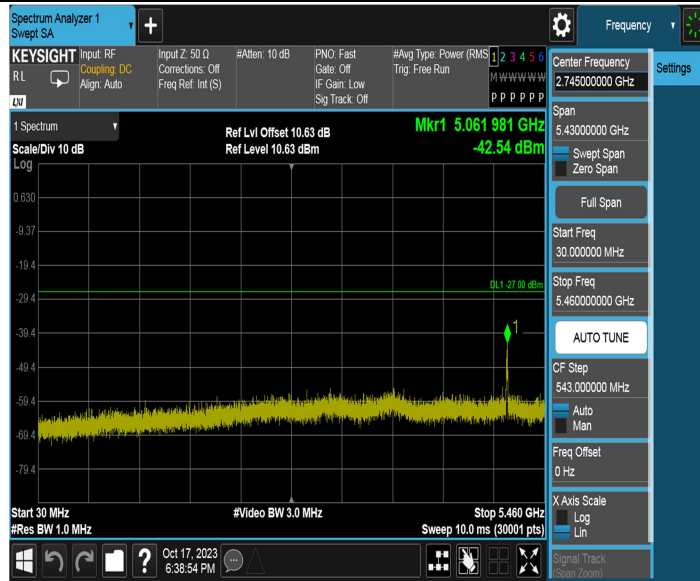 Spectrum Analyzer 1
Swept SA
+
Frequency
KEYSIGHT
RL
LXI
Input: RF
Coupling: DC
Align: Auto
Input Z: 50 Ω
Corrections: Off
Freq Ref: Int (S)
#Atten: 10 dB
PNO: Fast
Gate: Off
IF Gain: Low
Sig Track: Off
#Avg Type: Power (RMS
Trig: Free Run
1 2 3 4 5 6
M W W W W W
P P P P P P
1 Spectrum
Scale/Div 10 dB
Log
Ref Lvl Offset 10.63 dB
Ref Level 10.63 dBm
Mkr1 5.061 981 GHz
-42.54 dBm
0.630
-9.37
-19.4
-29.4
-39.4
-49.4
-59.4
-69.4
-79.4
DL1 -27.00 dBm
1
Start 30 MHz
#Res BW 1.0 MHz
#Video BW 3.0 MHz
Stop 5.460 GHz
Sweep 10.0 ms (30001 pts)
?
Oct 17, 2023
6:38:54 PM
Center Frequency
2.745000000 GHz
Settings
Span
5.43000000 GHz
Swept Span
Zero Span
Full Span
Start Freq
30.000000 MHz
Stop Freq
5.460000000 GHz
AUTO TUNE
CF Step
543.000000 MHz
Auto
Man
Freq Offset
0 Hz
X Axis Scale
Log
Lin
Signal Track
(Span Zoom)